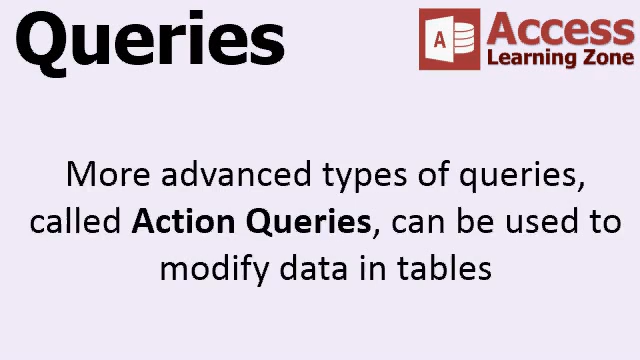 Queries
A
Access
Learning Zone
More advanced types of queries,
called Action Queries, can be used to
modify data in tables